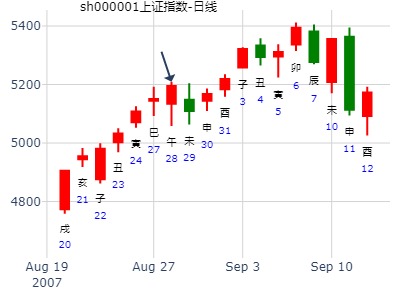 sh000001上证指数-日线
5400
5200
5000
4800
戌
20
亥
21
子
22
丑
23
寅
24
巳
27
午
28
未
29
申
30
酉
31
子
3
丑
4
寅
5
卯
6
辰
7
未
10
申
11
酉
12
Aug 19
2007
Aug 27
Sep 3
Sep 10